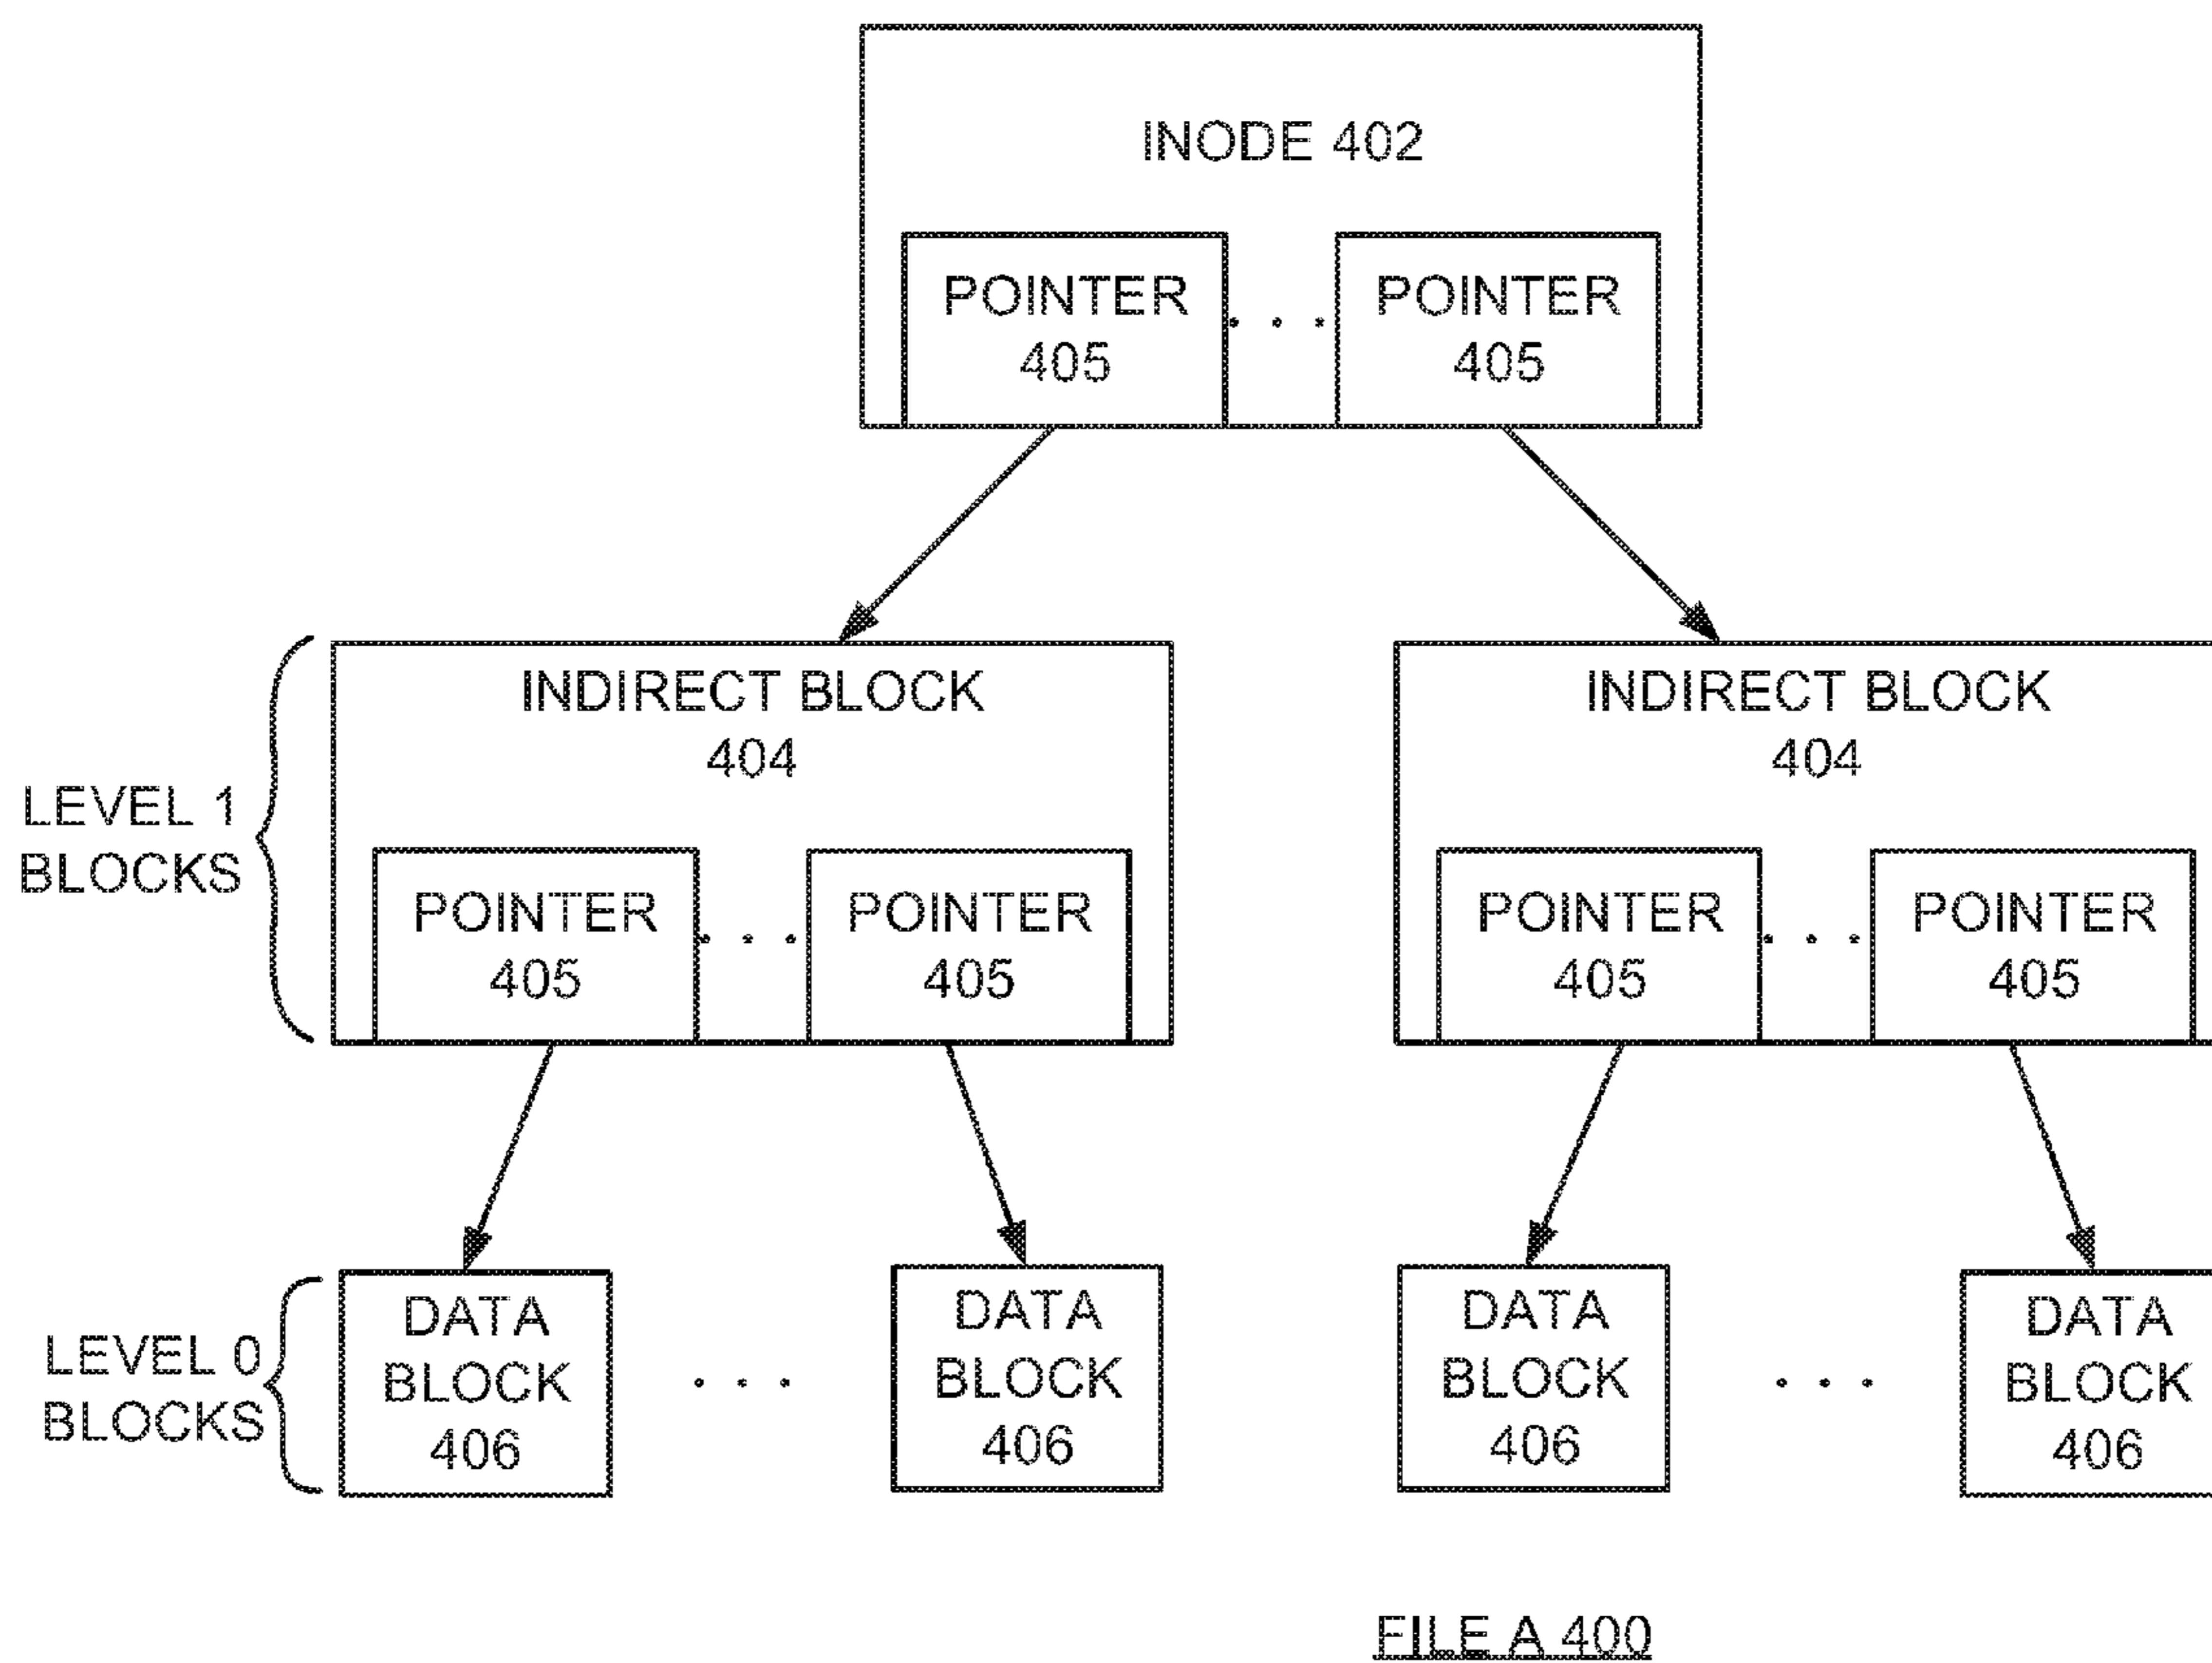 INODE 402
POINTER . . . POINTER
405 405
INDIRECT BLOCK INDIRECT BLOCK
404 404
LEVEL 1
BLOCKS
POINTER . . . POINTER POINTER . . . POINTER
405 405 405 405
LEVEL 0
BLOCKS
DATA DATA DATA DATA
BLOCK . . . BLOCK BLOCK . . . BLOCK
406 406 406 406
FILE A 400